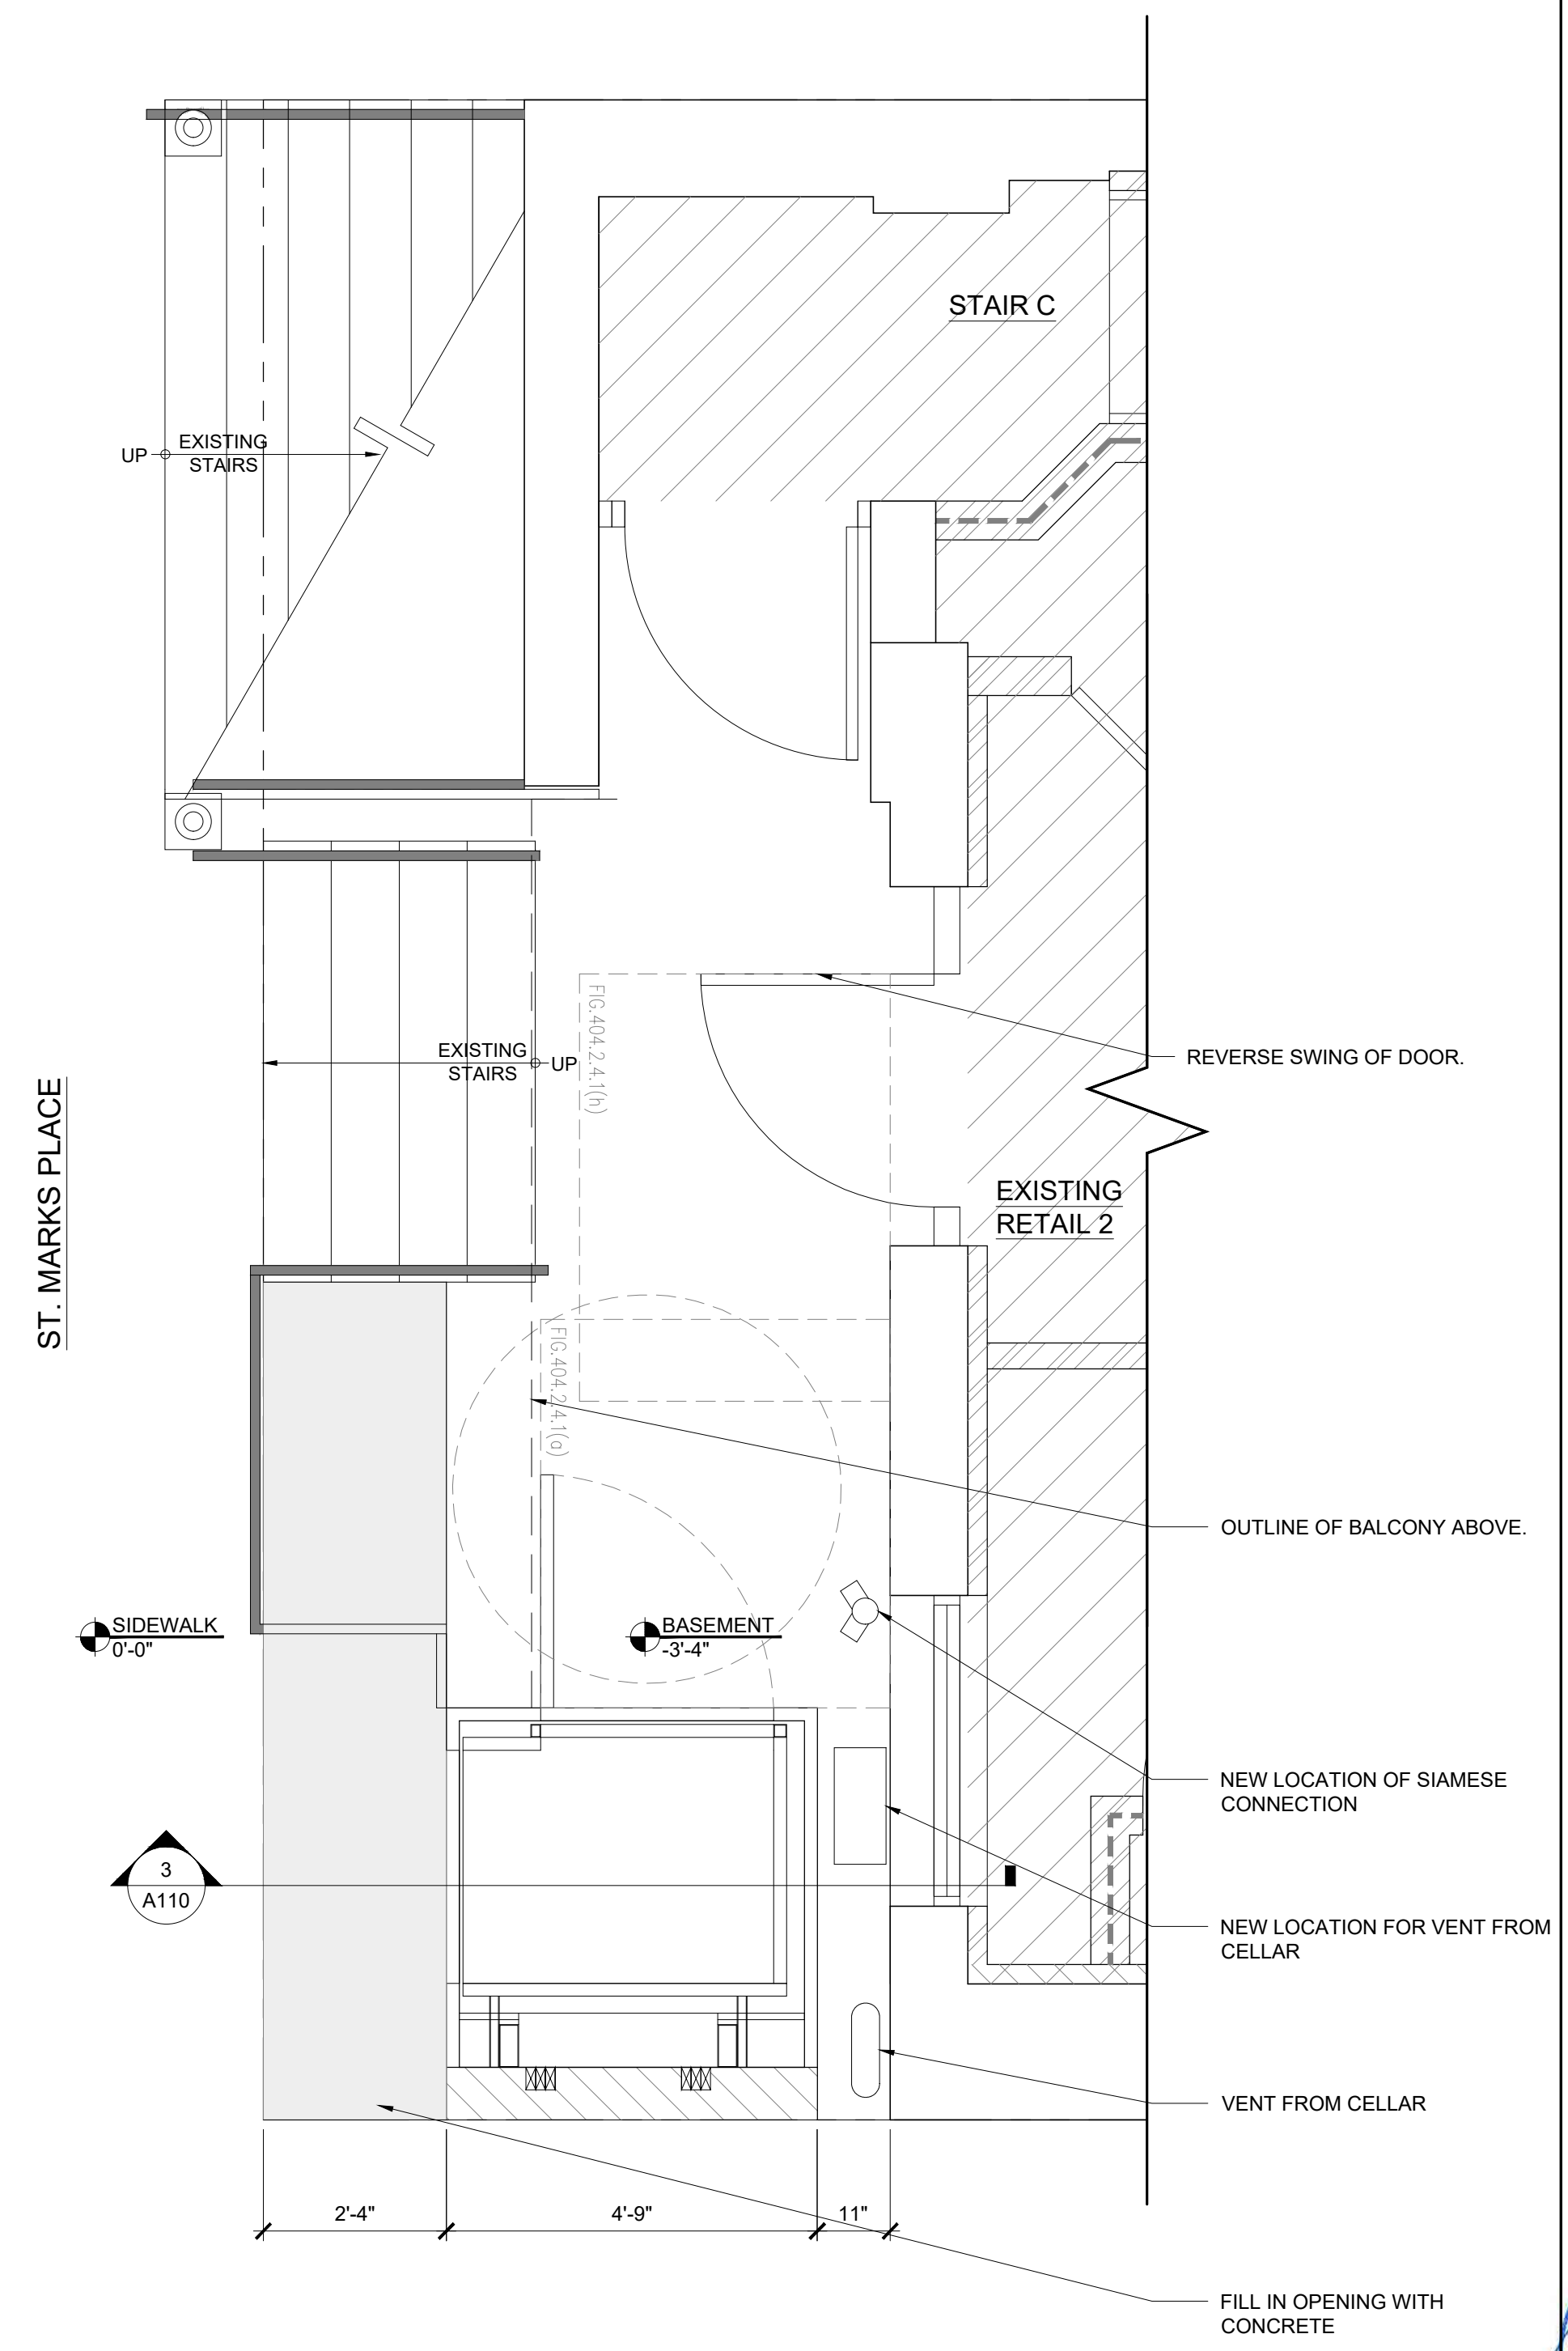 STAIR C
UP
EXISTING
STAIRS
FIG.404.2.4.1(h)
EXISTING
STAIRS
UP
REVERSE SWING OF DOOR.
ST. MARKS PLACE
EXISTING
RETAIL 2
FIG.404.2.4.1(a)
OUTLINE OF BALCONY ABOVE.
SIDEWALK
0'-0"
BASEMENT
-3'-4"
NEW LOCATION OF SIAMESE
CONNECTION
3
A110
NEW LOCATION FOR VENT FROM
CELLAR
VENT FROM CELLAR
2'-4"
4'-9"
11"
FILL IN OPENING WITH
CONCRETE